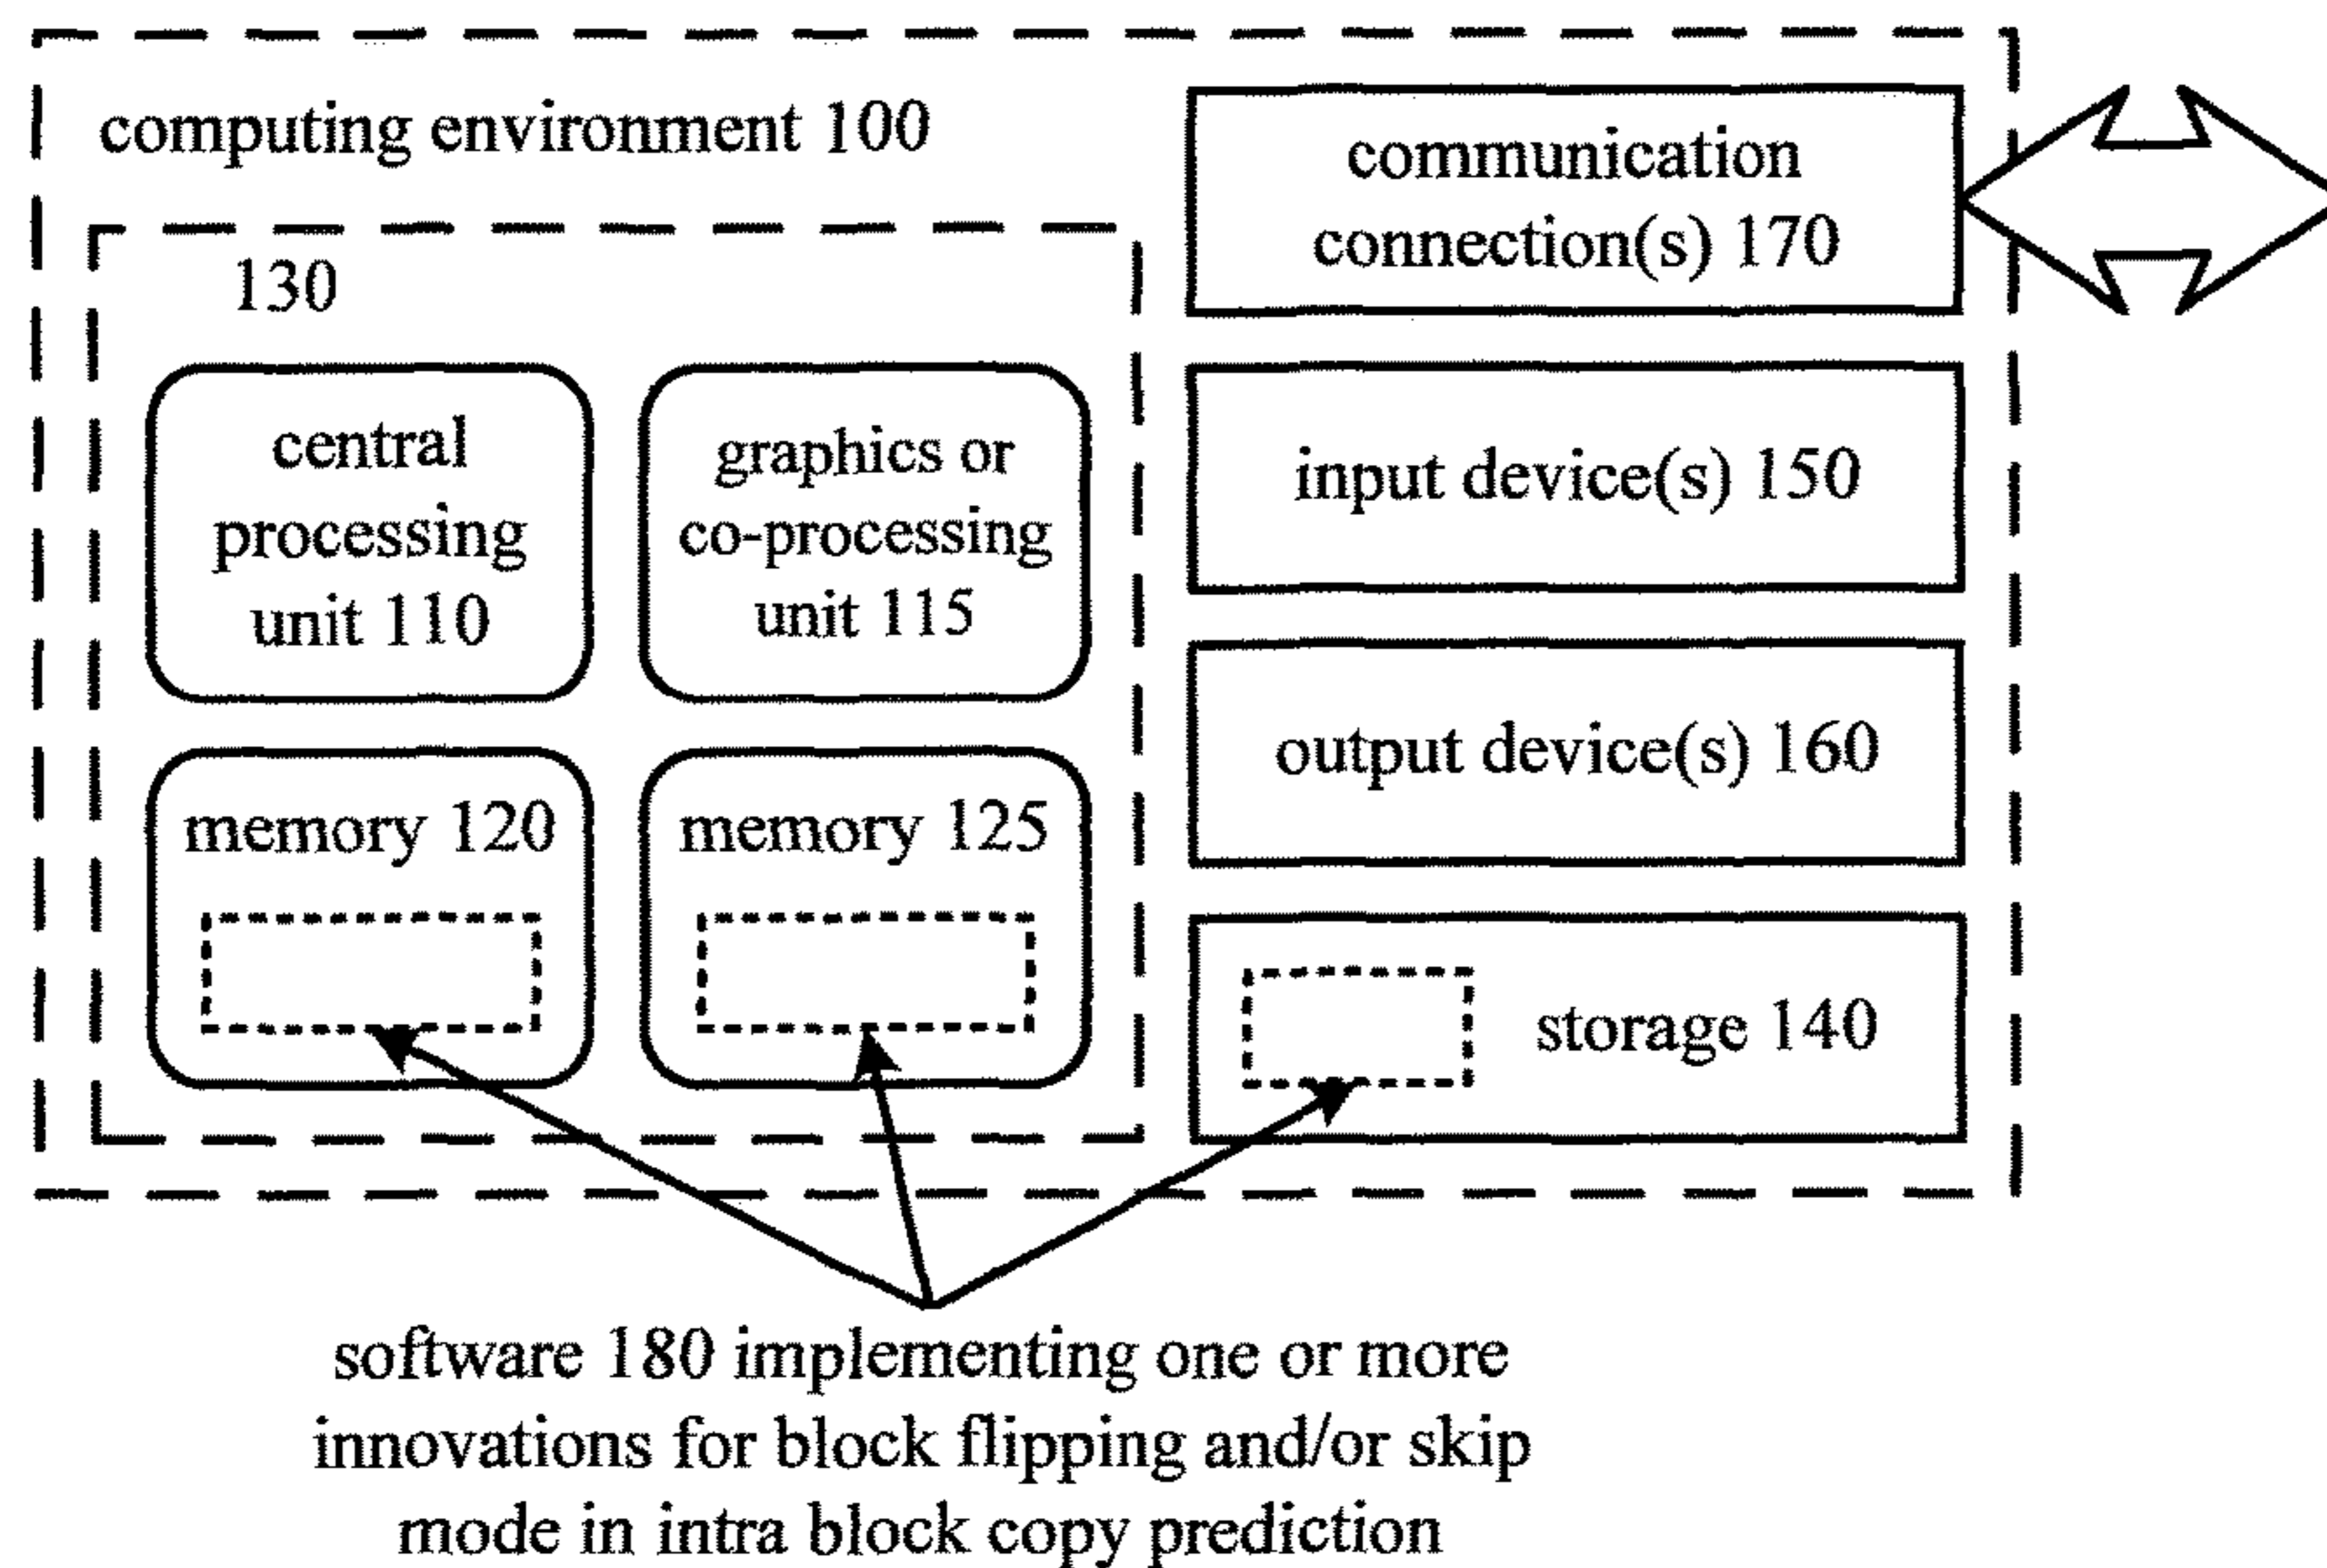 computing environment 100
130
central
processing
unit 110
graphics or
co-processing
unit 115
memory 120
memory 125
communication
connection(s) 170
input device(s) 150
output device(s) 160
storage 140
software 180 implementing one or more
innovations for block flipping and/or skip
mode in intra block copy prediction